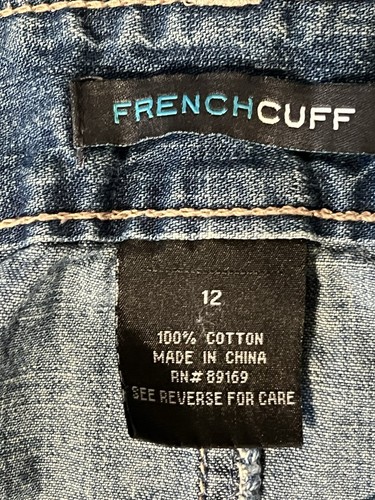 FRENCHCUFF
12
100% COTTON
MADE IN CHINA
RN# 89169
SEE REVERSE FOR CARE